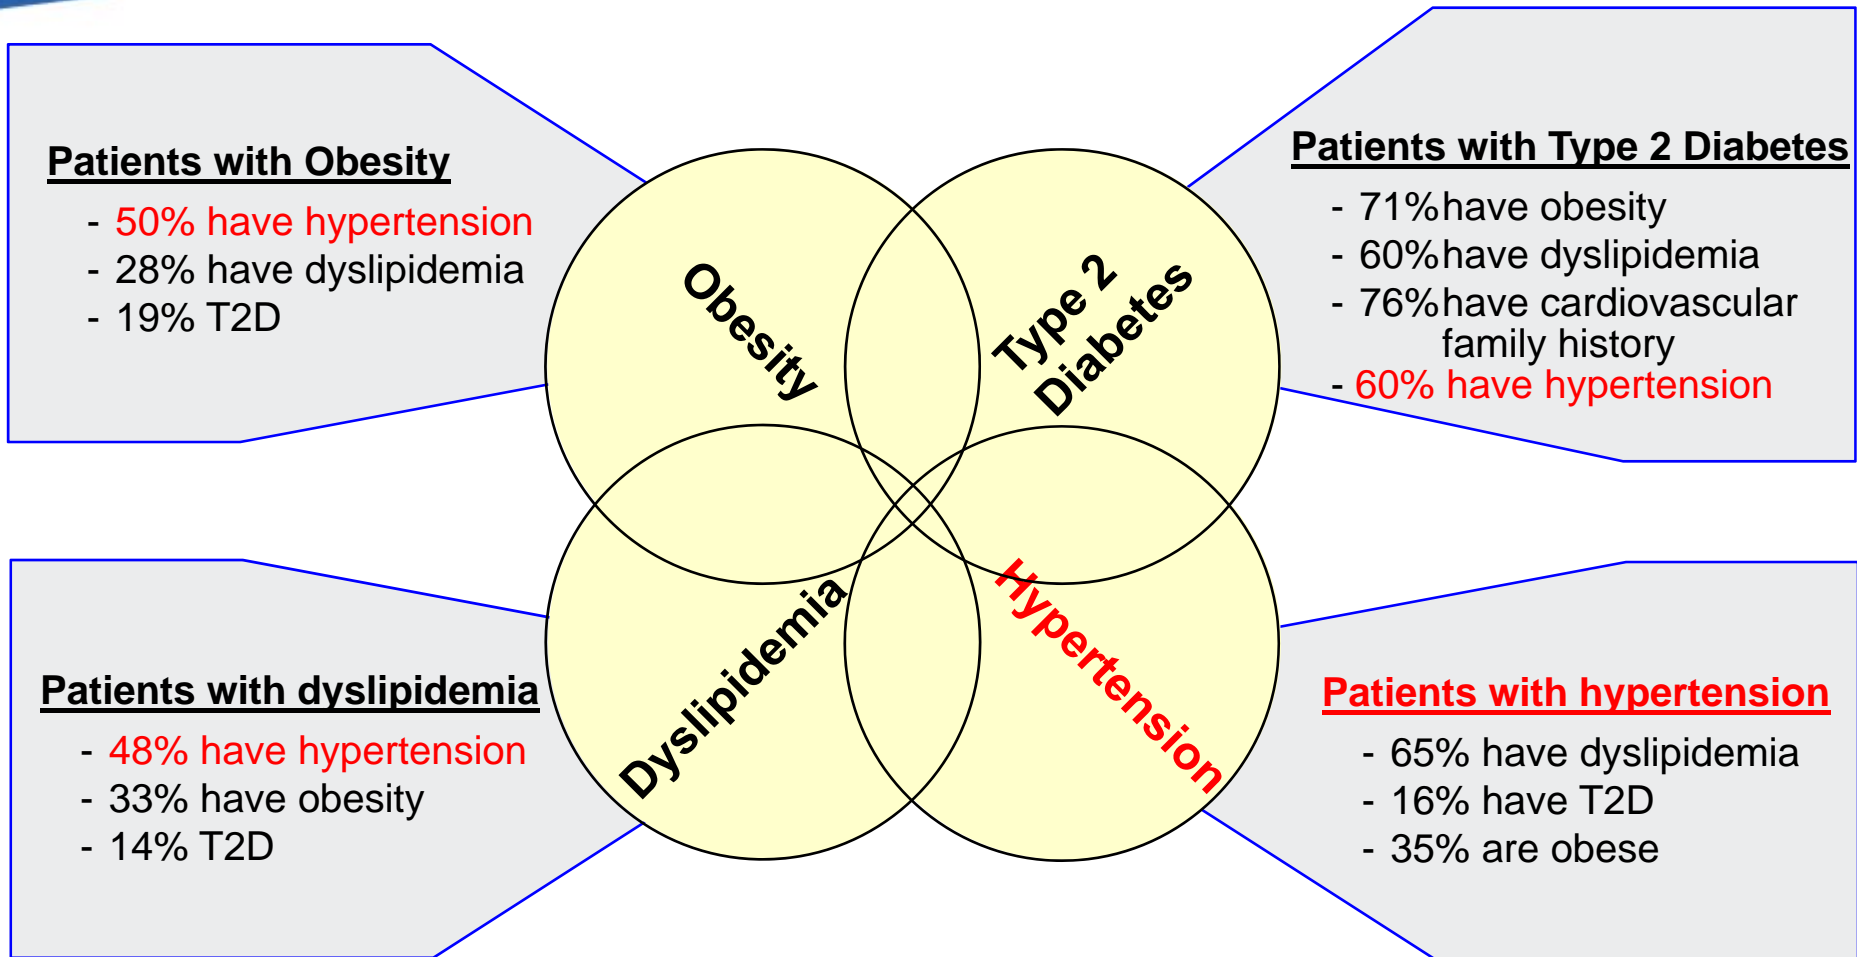 Patients with Obesity
- 50% have hypertension
- 28% have dyslipidemia
- 19% T2D
Patients with Type 2 Diabetes
- 71%have obesity
- 60%have dyslipidemia
- 76%have cardiovascular
family history
- 60% have hypertension
Obesity
Type 2
Diabetes
Dyslipidemia
Hypertension
Patients with dyslipidemia
- 48% have hypertension
- 33% have obesity
- 14% T2D
Patients with hypertension
- 65% have dyslipidemia
- 16% have T2D
- 35% are obese